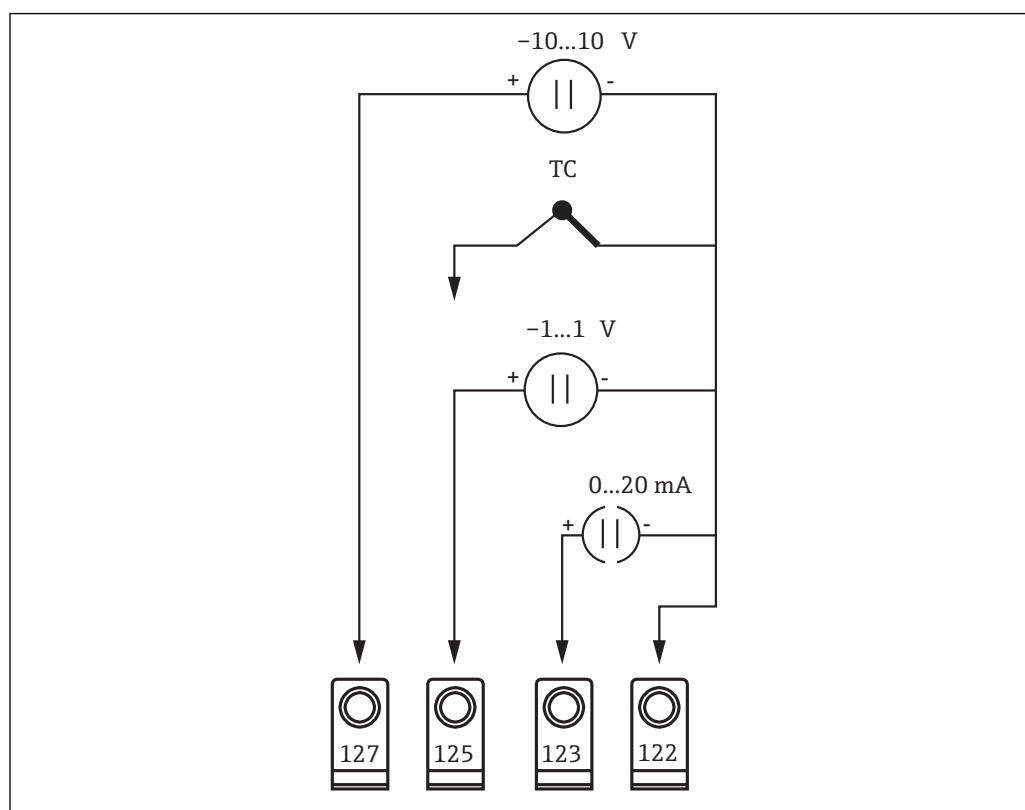 −10...10 V
+ -
TC
−1...1 V
+ -
0...20 mA
+ -
127 125 123 122